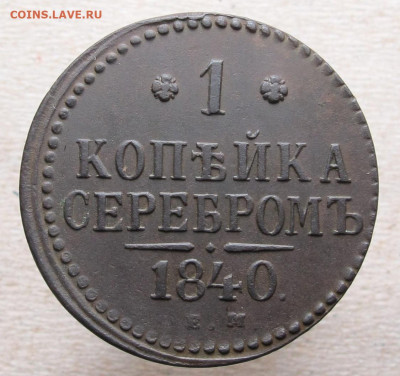 COINS.LAVE.RU
1
КОПѢЙКА
СЕРЕБРОМЪ
1840.
Е.М